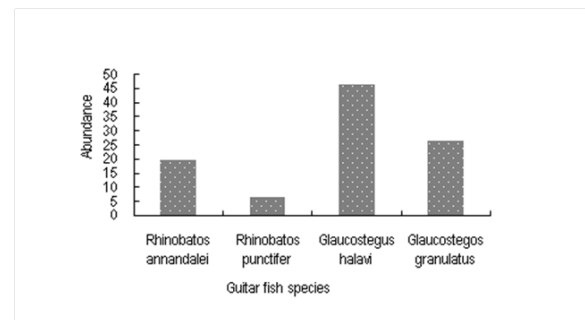 50
45
40
35
30
25
20
15
10
5
0
Abundance
Rhinobatos annandalei
Rhinobatos punctifer
Glaucostegus halavi
Glaucostegos granulatus
Guitar fish species